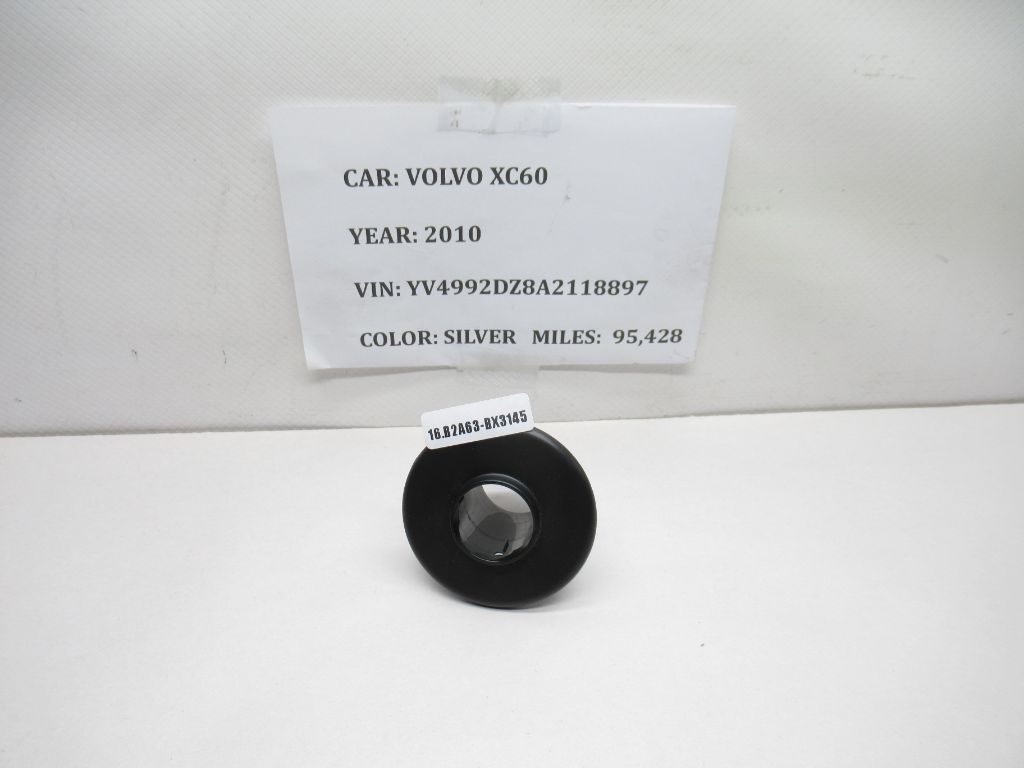 CAR: VOLVO XC60
YEAR: 2010
VIN: YV4992DZ8A2118897
COLOR: SILVER MILES: 95,428
16.B2A63-BX3145